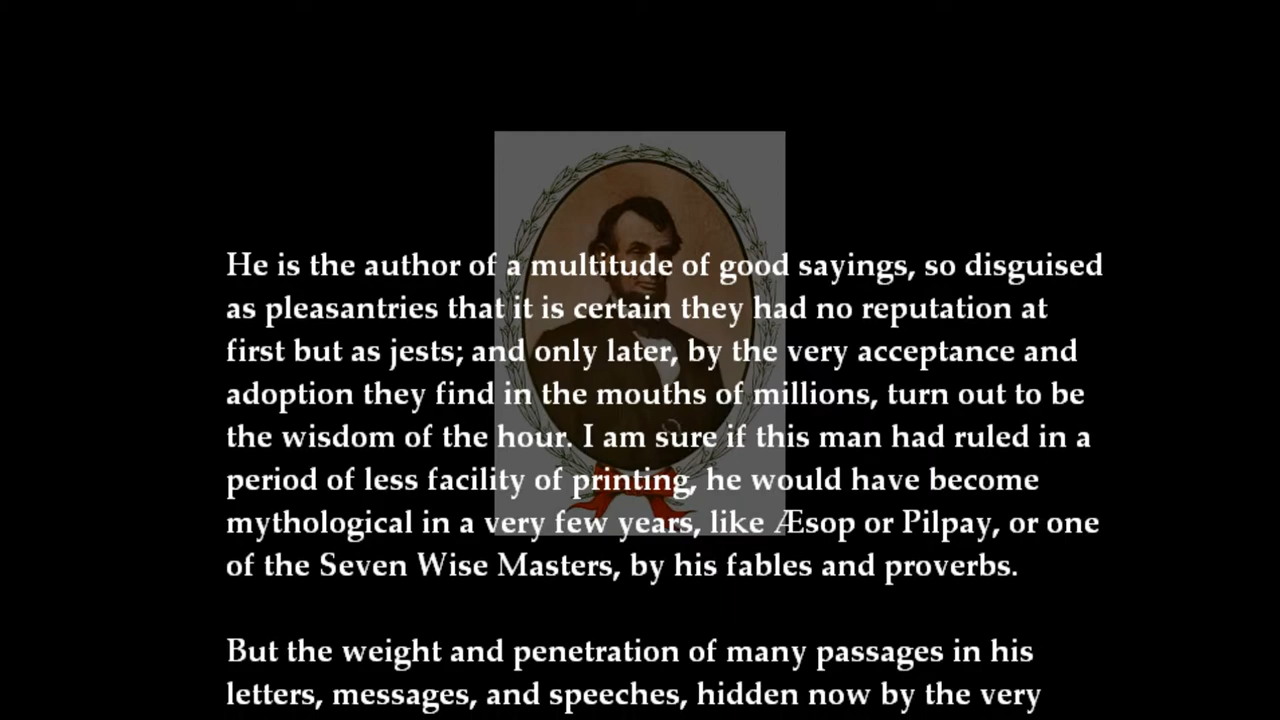 He is the author of a multitude of good sayings, so disguised
as pleasantries that it is certain they had no reputation at
first but as jests; and only later, by the very acceptance and
adoption they find in the mouths of millions, turn out to be
the wisdom of the hour. I am sure if this man had ruled in a
period of less facility of printing, he would have become
mythological in a very few years, like Æsop or Pilpay, or one
of the Seven Wise Masters, by his fables and proverbs.
But the weight and penetration of many passages in his
letters, messages, and speeches, hidden now by the very